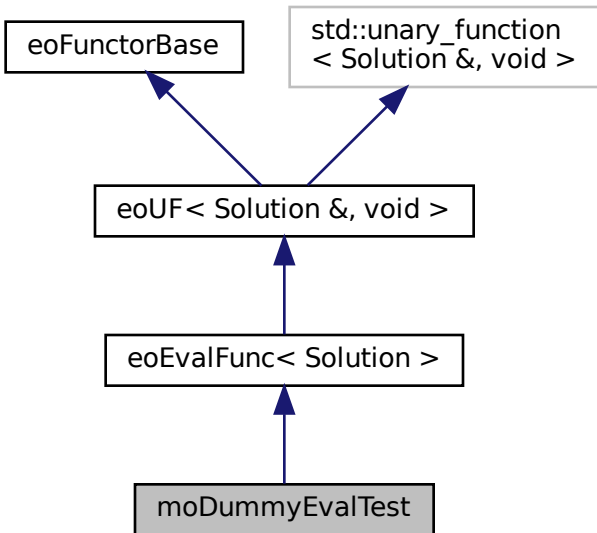 eoFunctorBase
std::unary_function
< Solution &, void >
eoUF< Solution &, void >
eoEvalFunc< Solution >
moDummyEvalTest